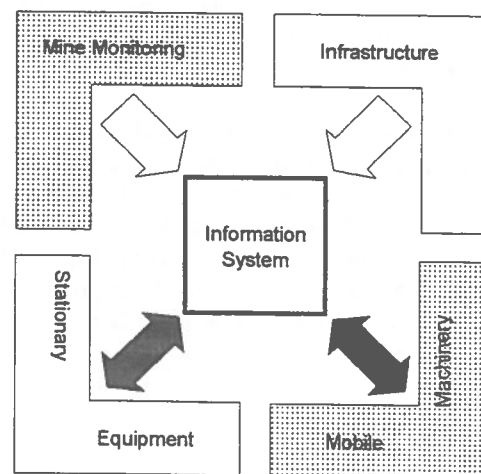 Mine Monitoring
Infrastructure
Information
System
Stationary
Equipment
Machinery
Mobile